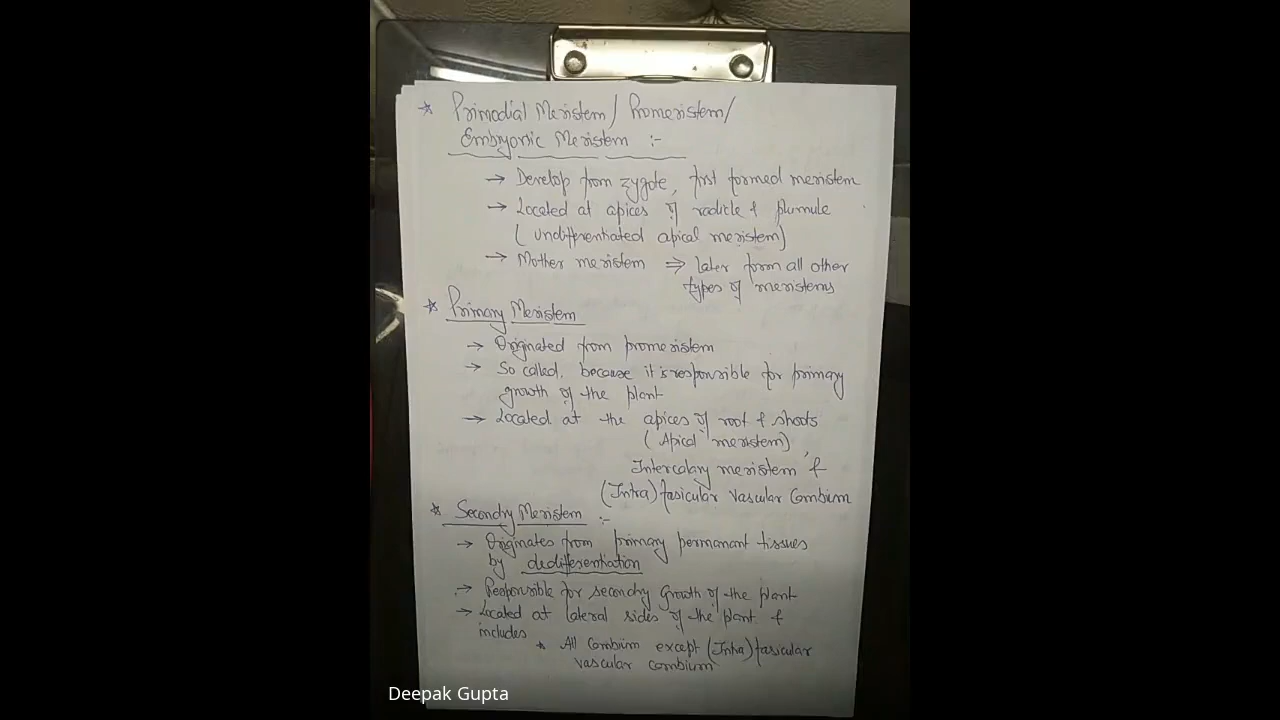 * Primodial Meristem / Promeristem /
Embryonic Meristem :-
→ Develop from zygote, first formed meristem
→ Located at apices of radicle & plumule
( undifferentiated apical meristem)
→ Mother meristem ⇒ later form all other
types of meristems
* Primary Meristem
→ Originated from promeristem
→ So called, because it is responsible for primary
growth of the plant
→ Located at the apices of root & shoots
( Apical meristem) ,
Intercalary meristem &
(Intra) fasicular vascular Cambium
* Secondry Meristem :-
→ Originates from primary permanant tissues
by dedifferentiation
→ Responsible for secondry growth of the plant
→ Located at lateral sides of the plant &
includes
* All Cambium except (Intra) fasicular
vascular cambium
Deepak Gupta